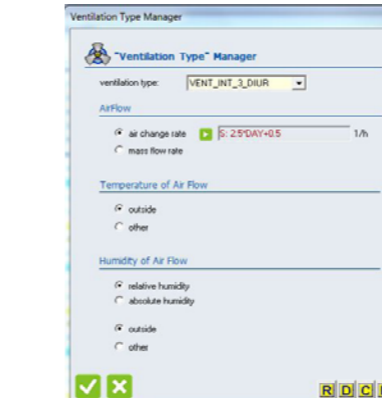 Ventilation Type Manager
"Ventilation Type" Manager
ventilation type: VENT_INT_3_DIUR
AirFlow
air change rate S: 2.5*DAY+0.5 1/h
mass flow rate
Temperature of Air Flow
outside
other
Humidity of Air Flow
relative humidity
absolute humidity
outside
other
R D C